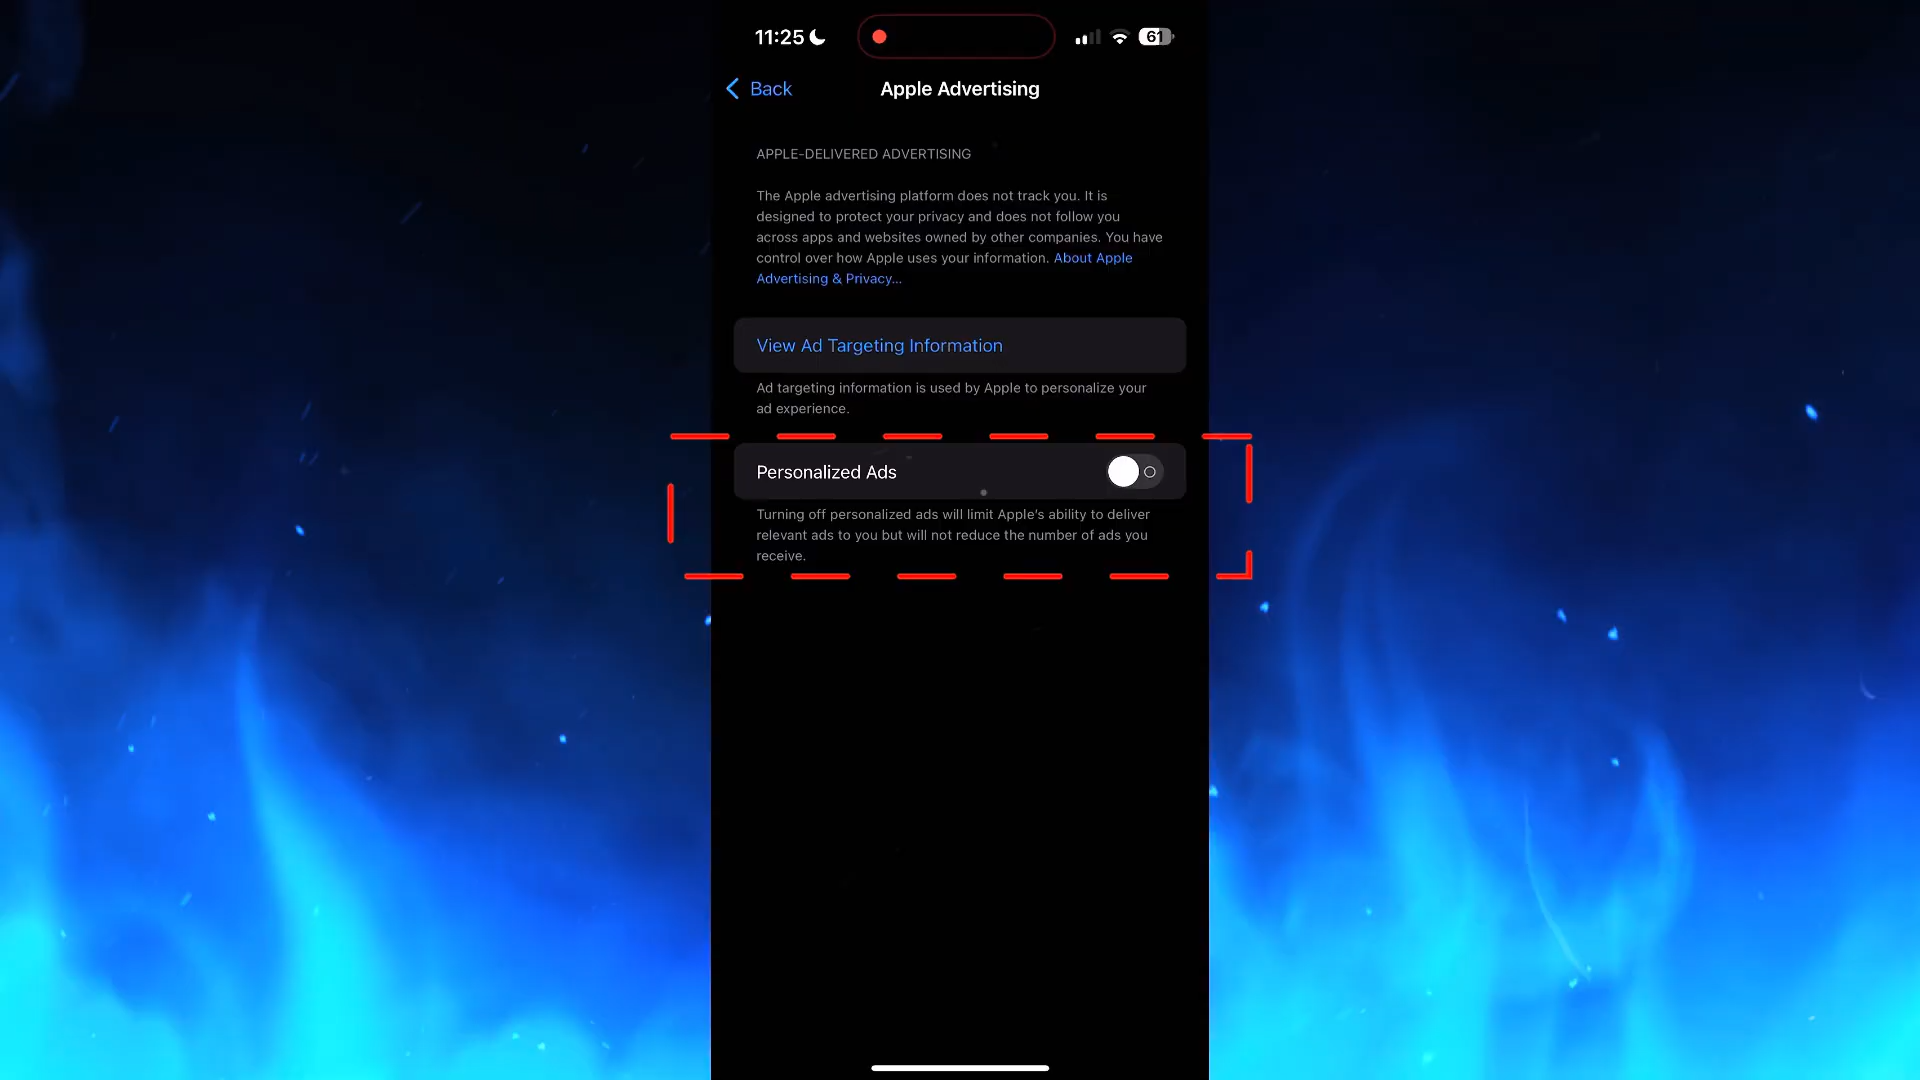 11:25
61
Back
Apple Advertising
APPLE-DELIVERED ADVERTISING
The Apple advertising platform does not track you. It is
designed to protect your privacy and does not follow you
across apps and websites owned by other companies. You have
control over how Apple uses your information. About Apple
Advertising & Privacy...
View Ad Targeting Information
Ad targeting information is used by Apple to personalize your
ad experience.
Personalized Ads
Turning off personalized ads will limit Apple's ability to deliver
relevant ads to you but will not reduce the number of ads you
receive.